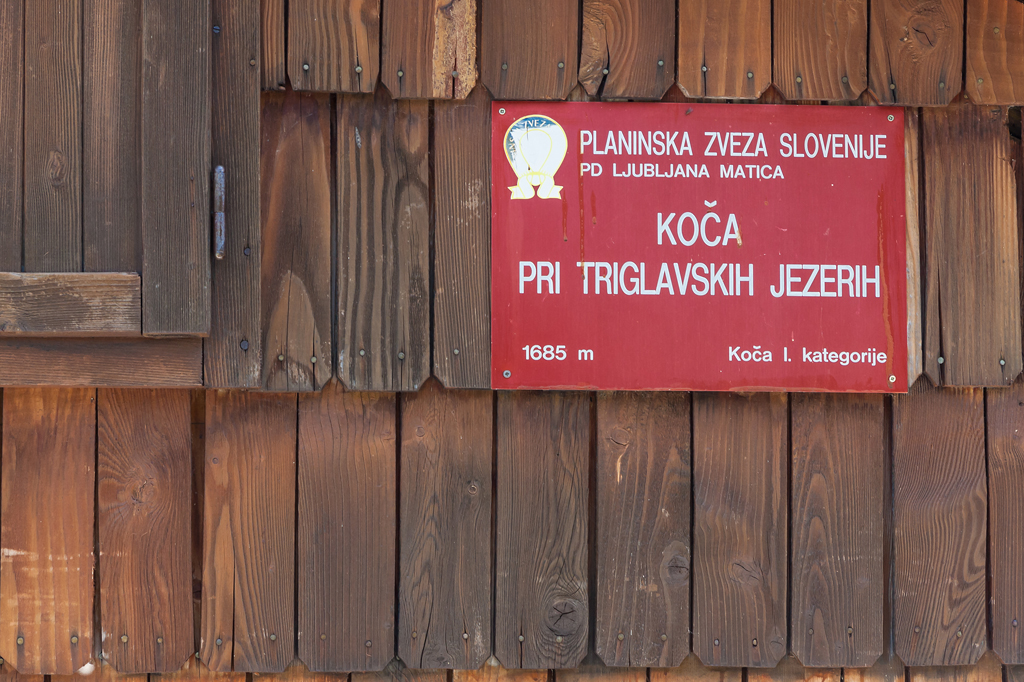 PLANINSKA ZVEZA SLOVENIJE
PD LJUBLJANA MATICA
KOČA
PRI TRIGLAVSKIH JEZERIH
1685 m
Koča I. kategorije